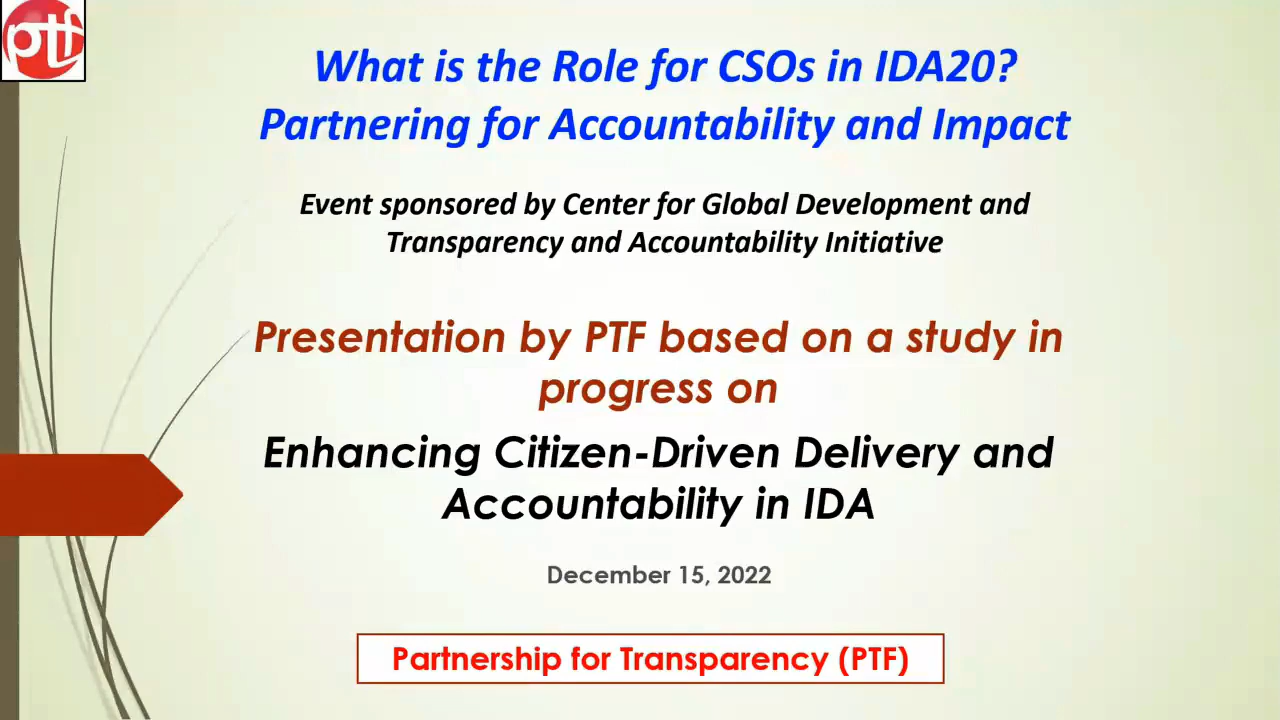 ptf
What is the Role for CSOs in IDA20?
Partnering for Accountability and Impact
Event sponsored by Center for Global Development and
Transparency and Accountability Initiative
Presentation by PTF based on a study in
progress on
Enhancing Citizen-Driven Delivery and
Accountability in IDA
December 15, 2022
Partnership for Transparency (PTF)